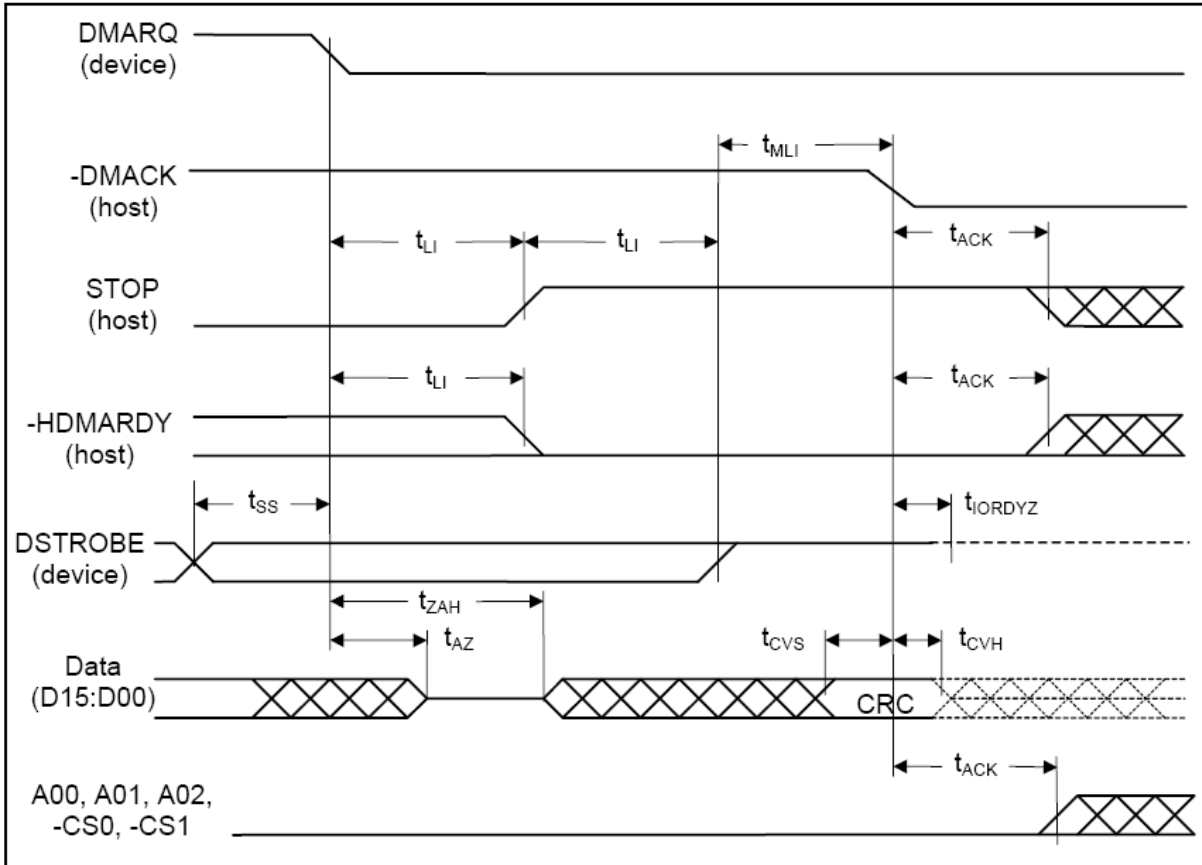 DMARQ
(device)
tMLI
-DMACK
(host)
tLI
tLI
tACK
STOP
(host)
tLI
tACK
-HDMARDY
(host)
tSS
tIORDYZ
DSTROBE
(device)
tZAH
tAZ
tCVS
tCVH
Data
(D15:D00)
CRC
tACK
A00, A01, A02,
-CS0, -CS1